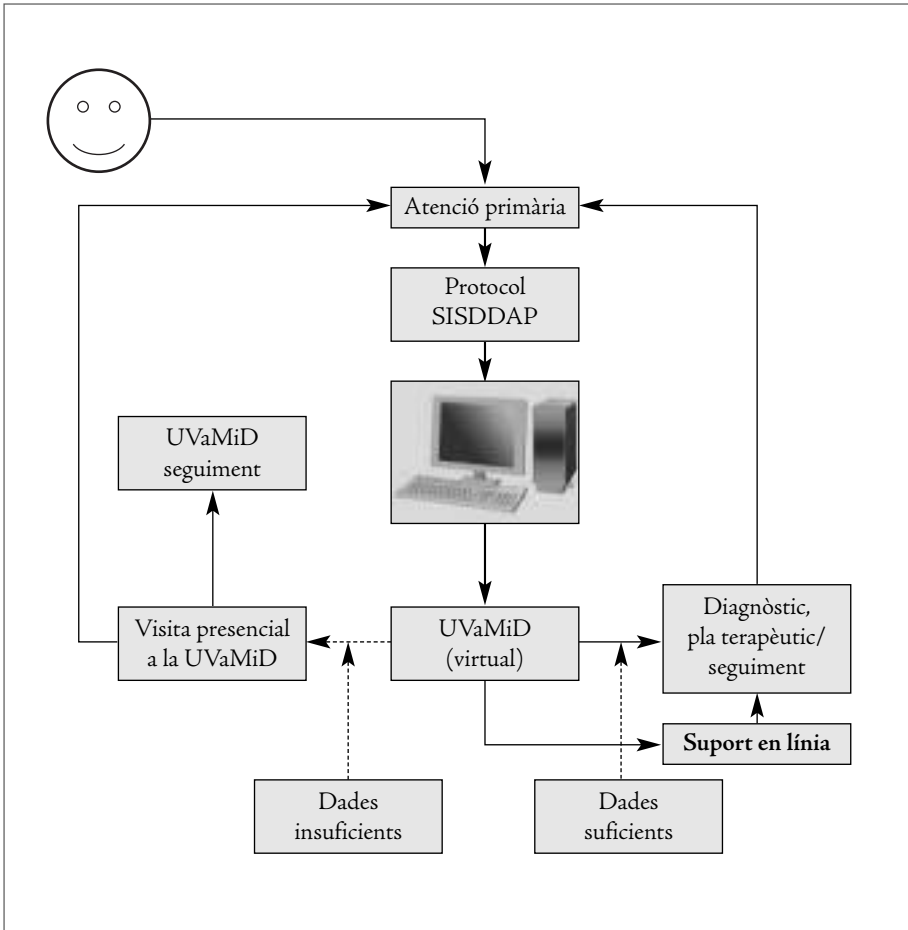 Atenció primària
Protocol
SISDDAP
UVaMiD
seguiment
Visita presencial
a la UVaMiD
UVaMiD
(virtual)
Diagnòstic,
pla terapèutic/
seguiment
Suport en línia
Dades
insuficients
Dades
suficients